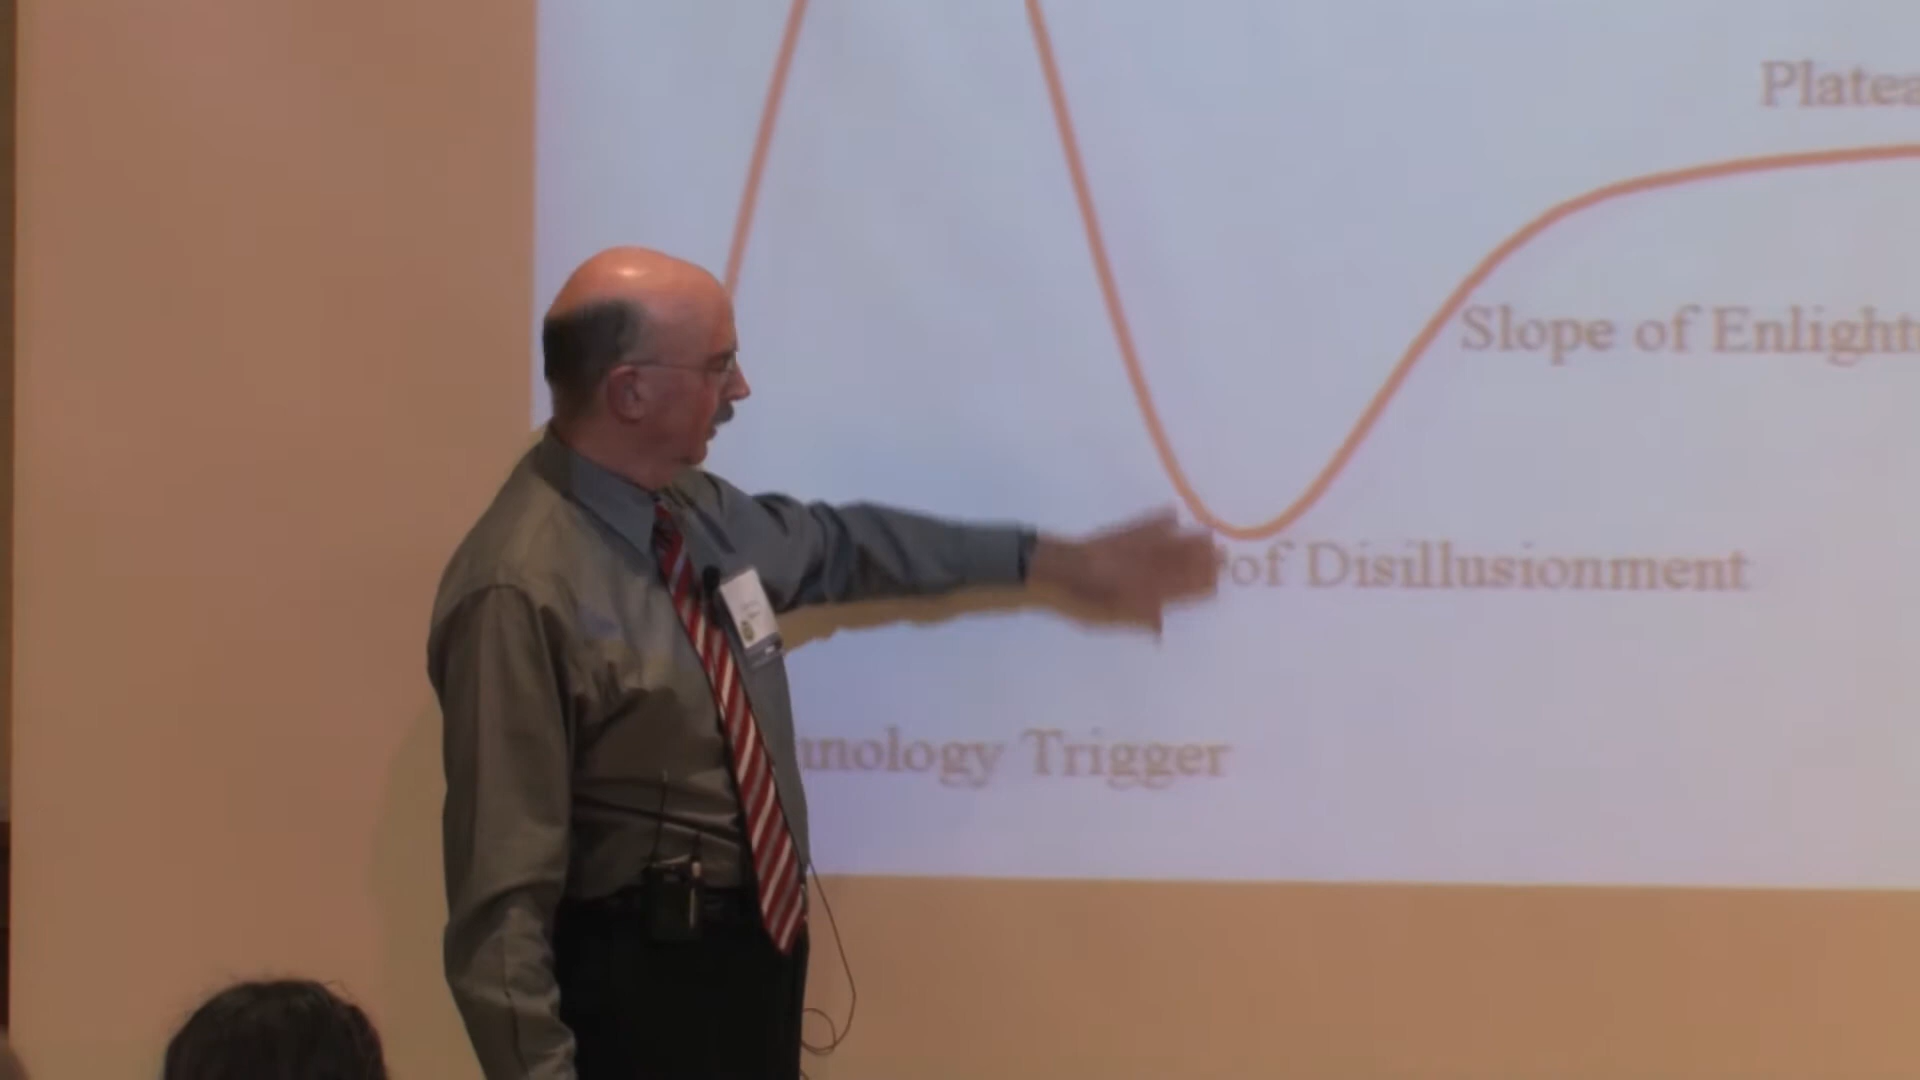 Platea
Slope of Enlight
of Disillusionment
nology Trigger